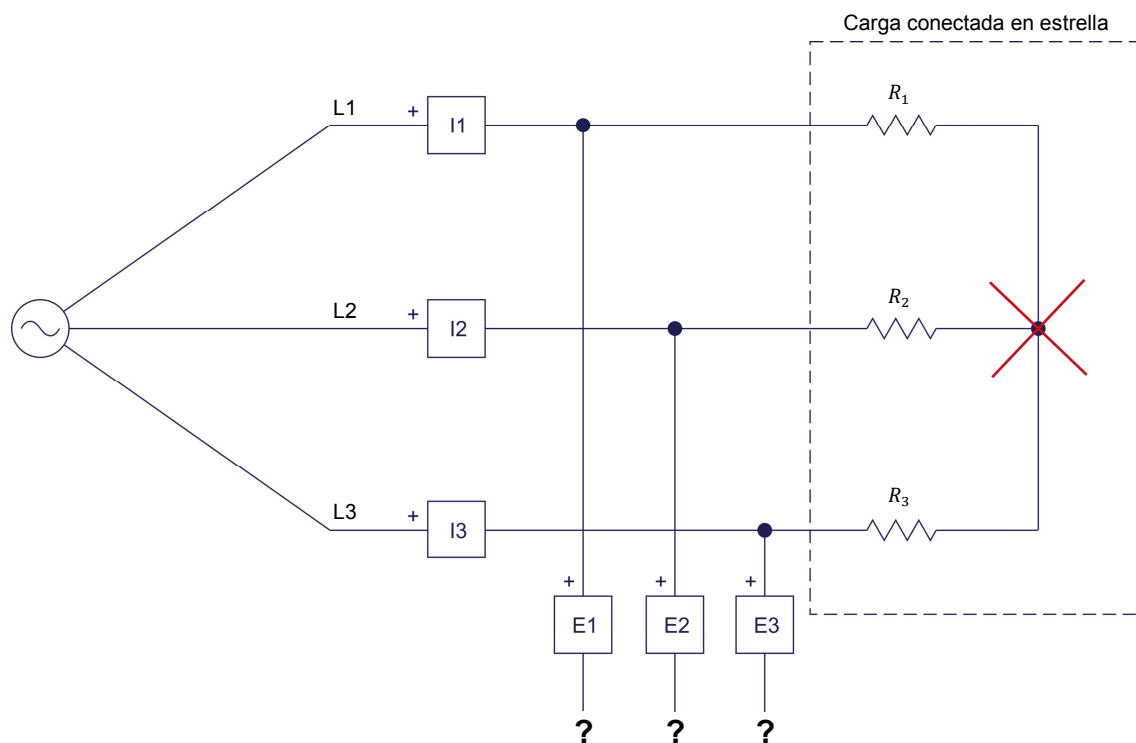 Carga conectada en estrella
L1
+
I1
R₁
L2
+
I2
R₂
L3
+
I3
R₃
+
E1
+
E2
+
E3
?
?
?